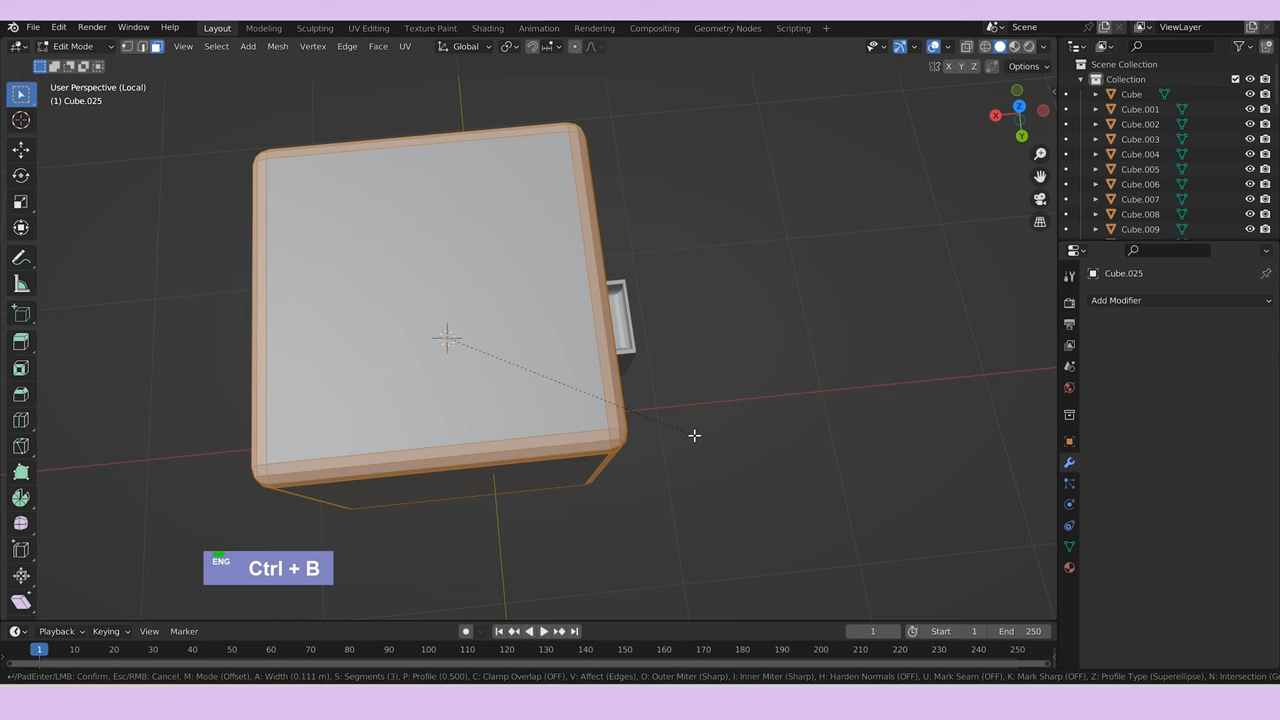 File Edit Render Window Help Layout Modeling Sculpting UV Editing Texture Paint Shading Animation Rendering Compositing Geometry Nodes Scripting + Scene ViewLayer
Edit Mode View Select Add Mesh Vertex Edge Face UV Global
X Y Z Options
User Perspective (Local)
(1) Cube.025
Scene Collection
Collection
Cube
Cube.001
Cube.002
Cube.003
Cube.004
Cube.005
Cube.006
Cube.007
Cube.008
Cube.009
Cube.025
Add Modifier
Z
X
Y
ENG Ctrl + B
Playback Keying View Marker 1 Start 1 End 250
1 10 20 30 40 50 60 70 80 90 100 110 120 130 140 150 160 170 180 190 200 210 220 230 240 250
/PadEnter/LMB: Confirm, Esc/RMB: Cancel, M: Mode (Offset), A: Width (0.111 m), S: Segments (3), P: Profile (0.500), C: Clamp Overlap (OFF), V: Affect (Edges), O: Outer Miter (Sharp), I: Inner Miter (Sharp), H: Harden Normals (OFF), U: Mark Seam (OFF), K: Mark Sharp (OFF), Z: Profile Type (Superellipse), N: Intersection (G